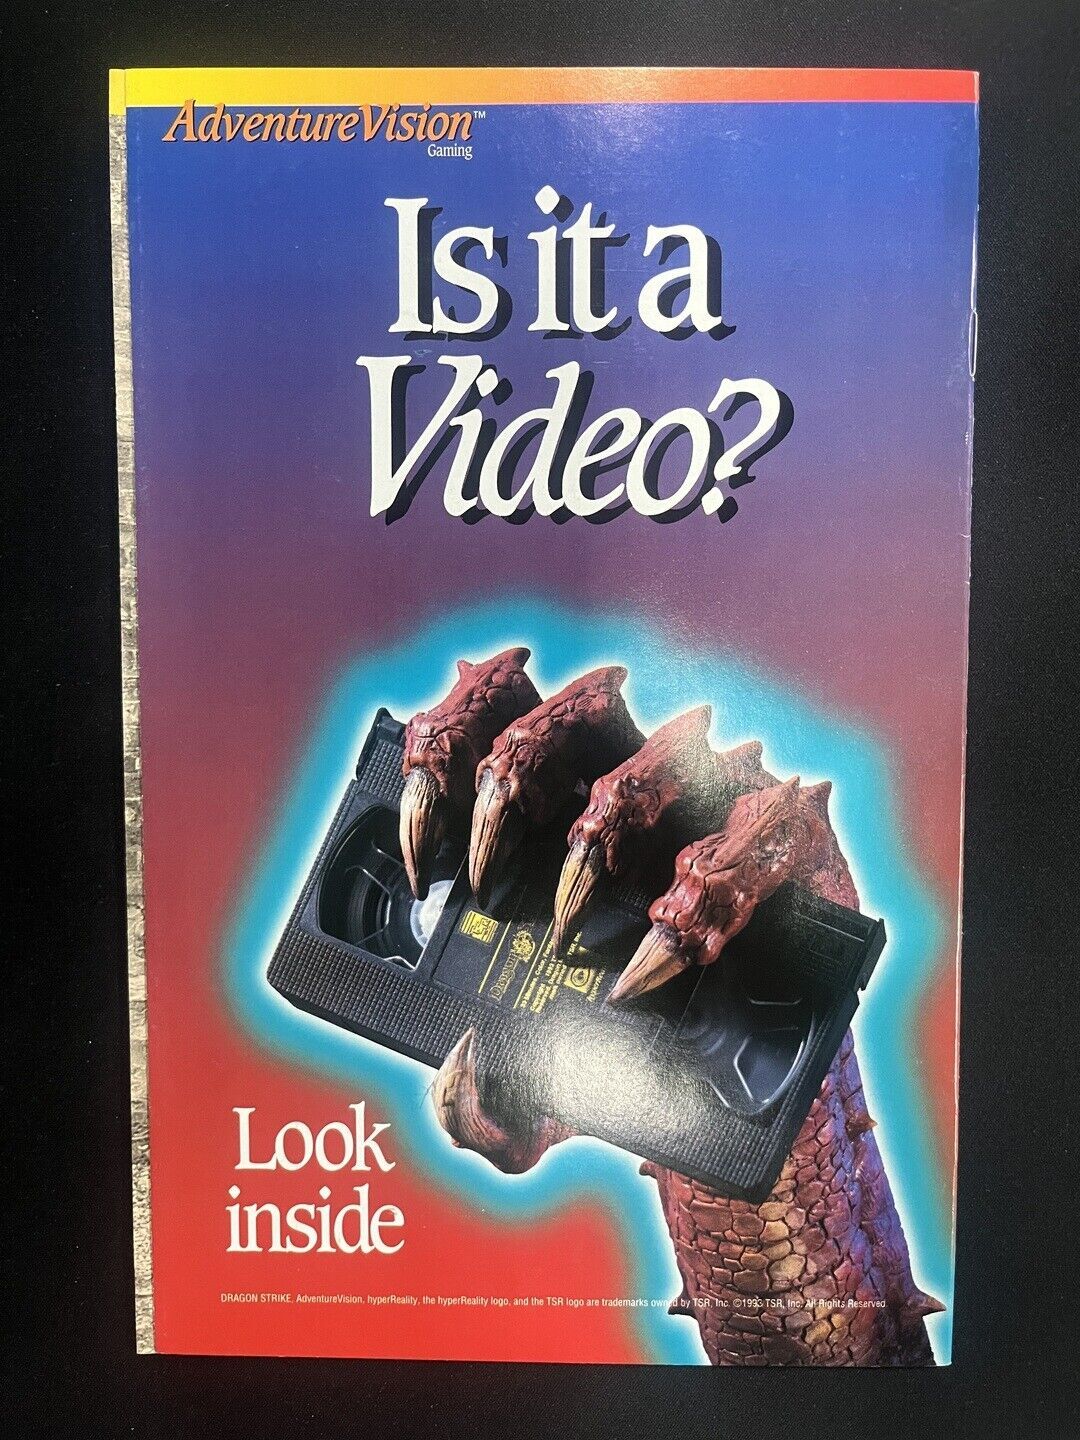 AdventureVision™
Gaming
Is it a
Video?
Look
inside
DRAGON STRIKE, AdventureVision, hyperReality, the hyperReality logo, and the TSR logo are trademarks owned by TSR, Inc. ©1993 TSR, Inc. All Rights Reserved.